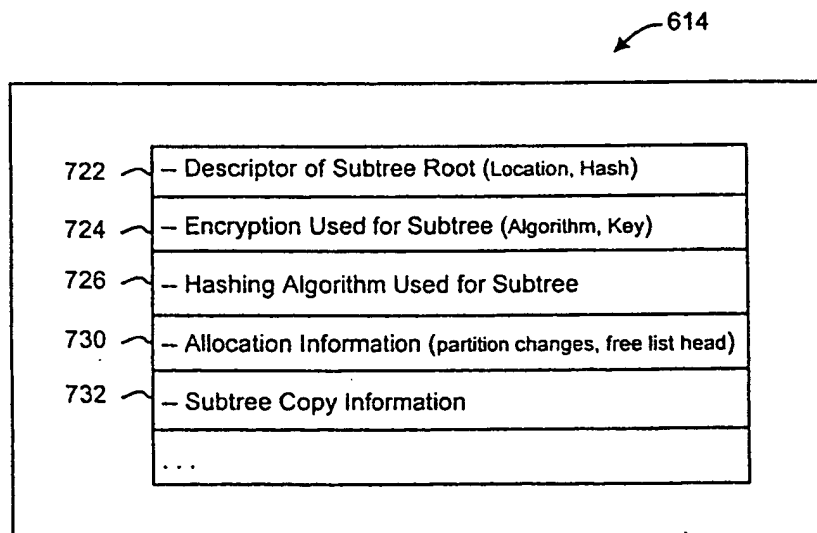 614
722 – Descriptor of Subtree Root (Location, Hash)
724 – Encryption Used for Subtree (Algorithm, Key)
726 – Hashing Algorithm Used for Subtree
730 – Allocation Information (partition changes, free list head)
732 – Subtree Copy Information
...